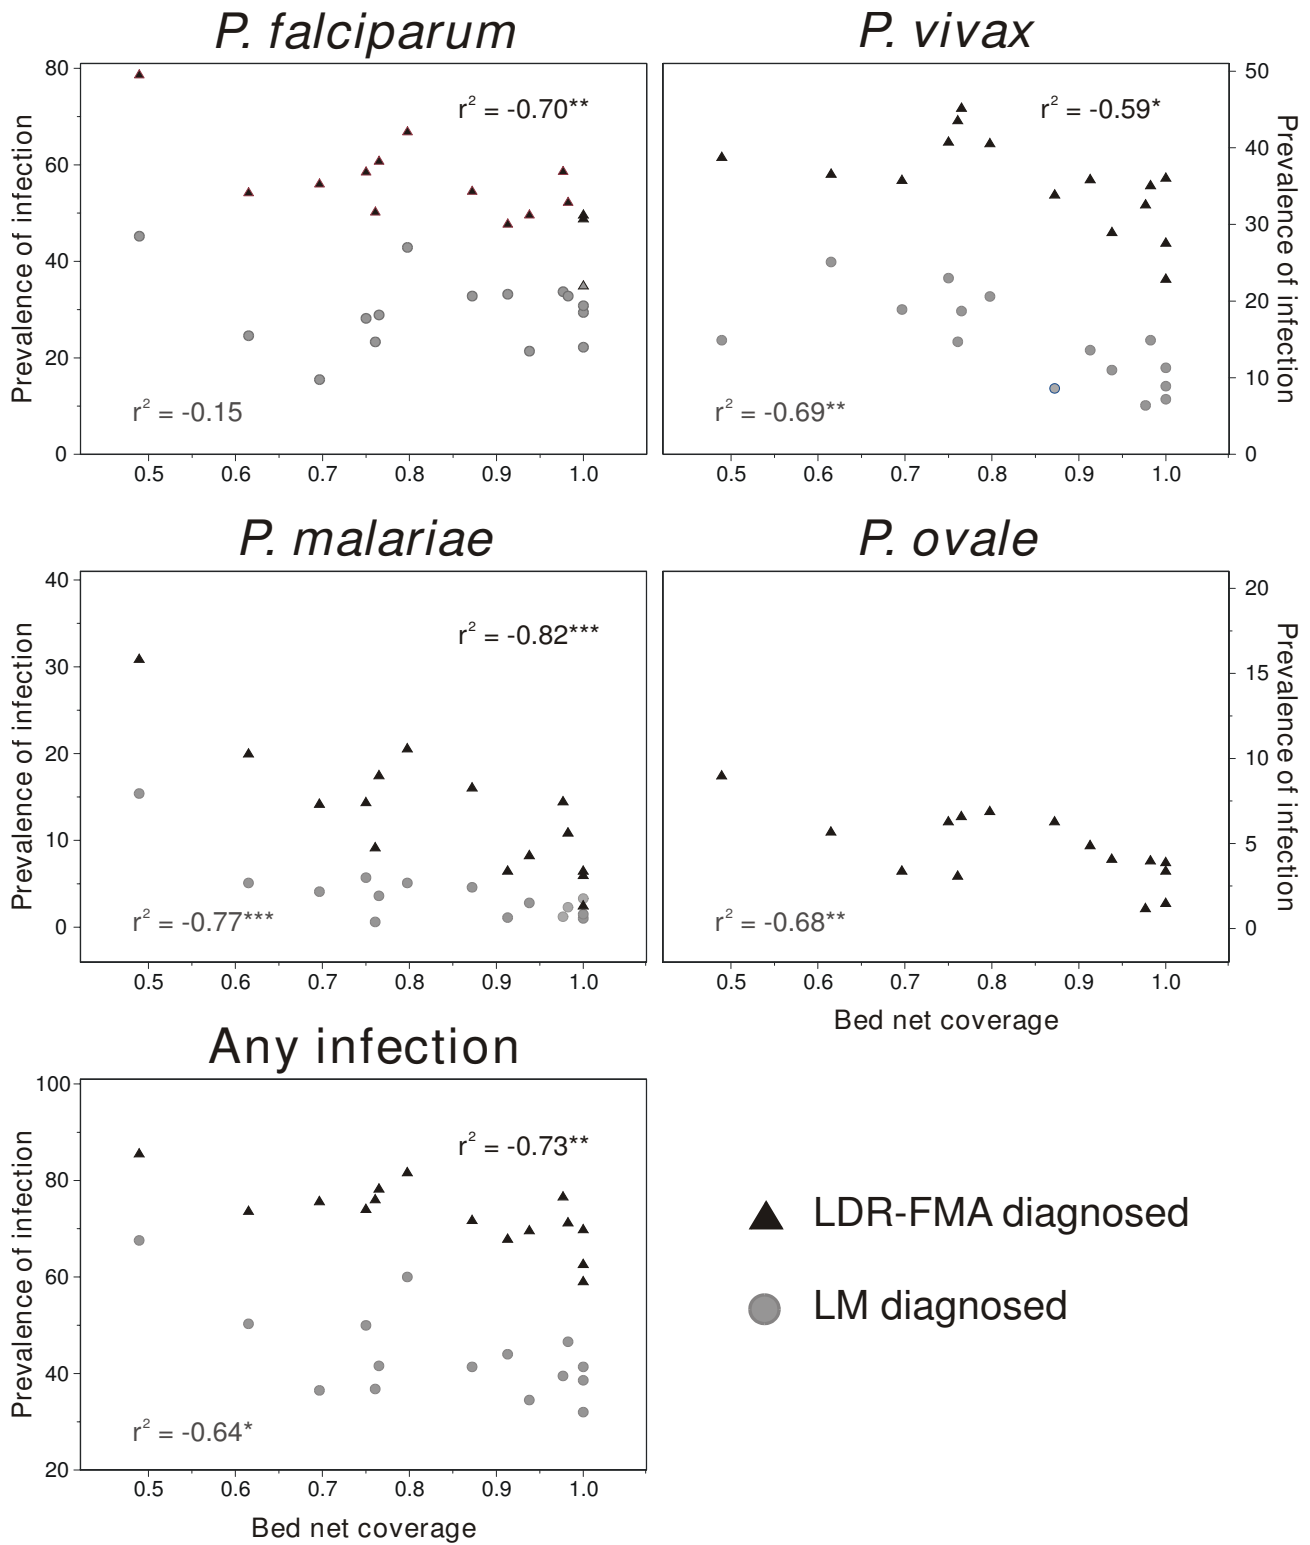 P. falciparum
P. vivax
80
60
40
20
0
Prevalence of infection
r² = -0.70**
r² = -0.15
0.5 0.6 0.7 0.8 0.9 1.0
50
40
30
20
10
0
Prevalence of infection
r² = -0.59*
r² = -0.69**
0.5 0.6 0.7 0.8 0.9 1.0
P. malariae
P. ovale
40
30
20
10
0
Prevalence of infection
r² = -0.82***
r² = -0.77***
0.5 0.6 0.7 0.8 0.9 1.0
20
15
10
5
0
Prevalence of infection
r² = -0.68**
0.5 0.6 0.7 0.8 0.9 1.0
Bed net coverage
Any infection
100
80
60
40
20
Prevalence of infection
r² = -0.73**
r² = -0.64*
0.5 0.6 0.7 0.8 0.9 1.0
Bed net coverage
LDR-FMA diagnosed
LM diagnosed